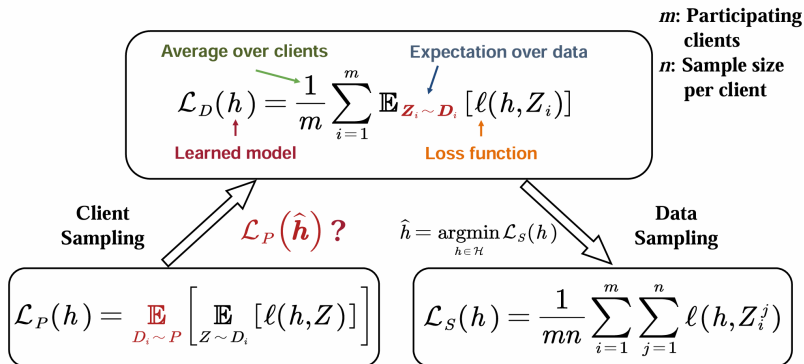 m: Participating
clients
n: Sample size
per client
Average over clients
Expectation over data
ℒ_D(h) = 1/m ∑_{i=1}^{m} 𝔼_{Z_i∼D_i} [ℓ(h, Z_i)]
Learned model
Loss function
Client
Sampling
ℒ_P(ĥ) ?
ĥ = argmin_{h∈ℋ} ℒ_S(h)
Data
Sampling
ℒ_P(h) = 𝔼_{D_i∼P} [ 𝔼_{Z∼D_i} [ℓ(h, Z)] ]
ℒ_S(h) = 1/mn ∑_{i=1}^{m} ∑_{j=1}^{n} ℓ(h, Z_i^j)